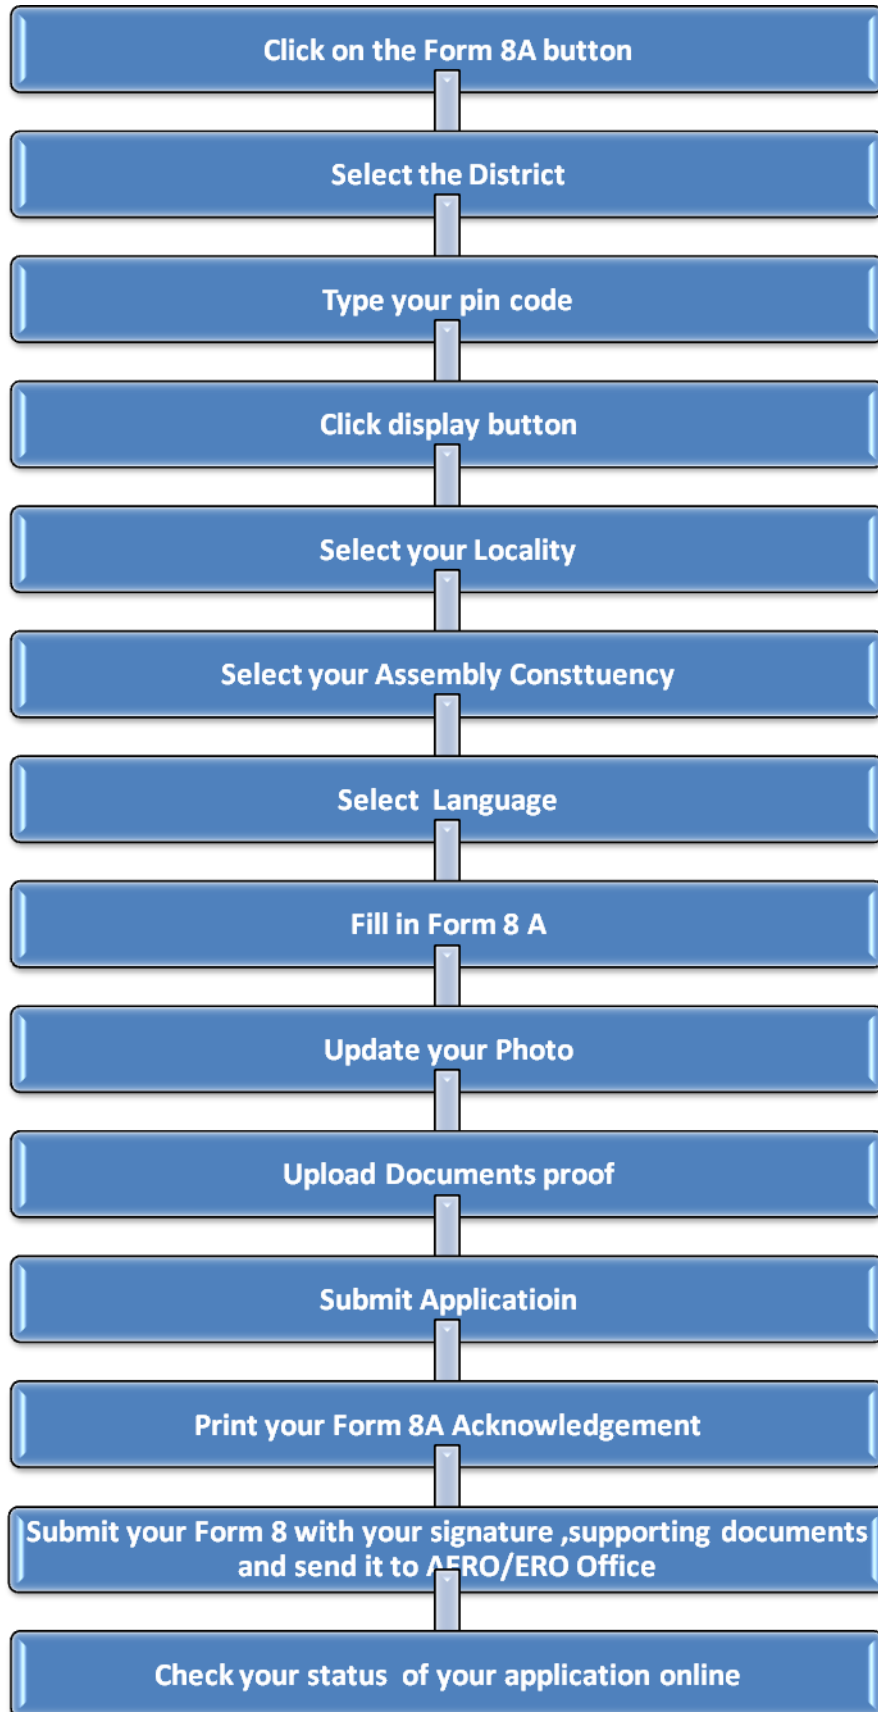 Click on the Form 8A button
Select the District
Type your pin code
Click display button
Select your Locality
Select your Assembly Consttuency
Select Language
Fill in Form 8 A
Update your Photo
Upload Documents proof
Submit Applicatioin
Print your Form 8A Acknowledgement
Submit your Form 8 with your signature ,supporting documents
and send it to AERO/ERO Office
Check your status of your application online